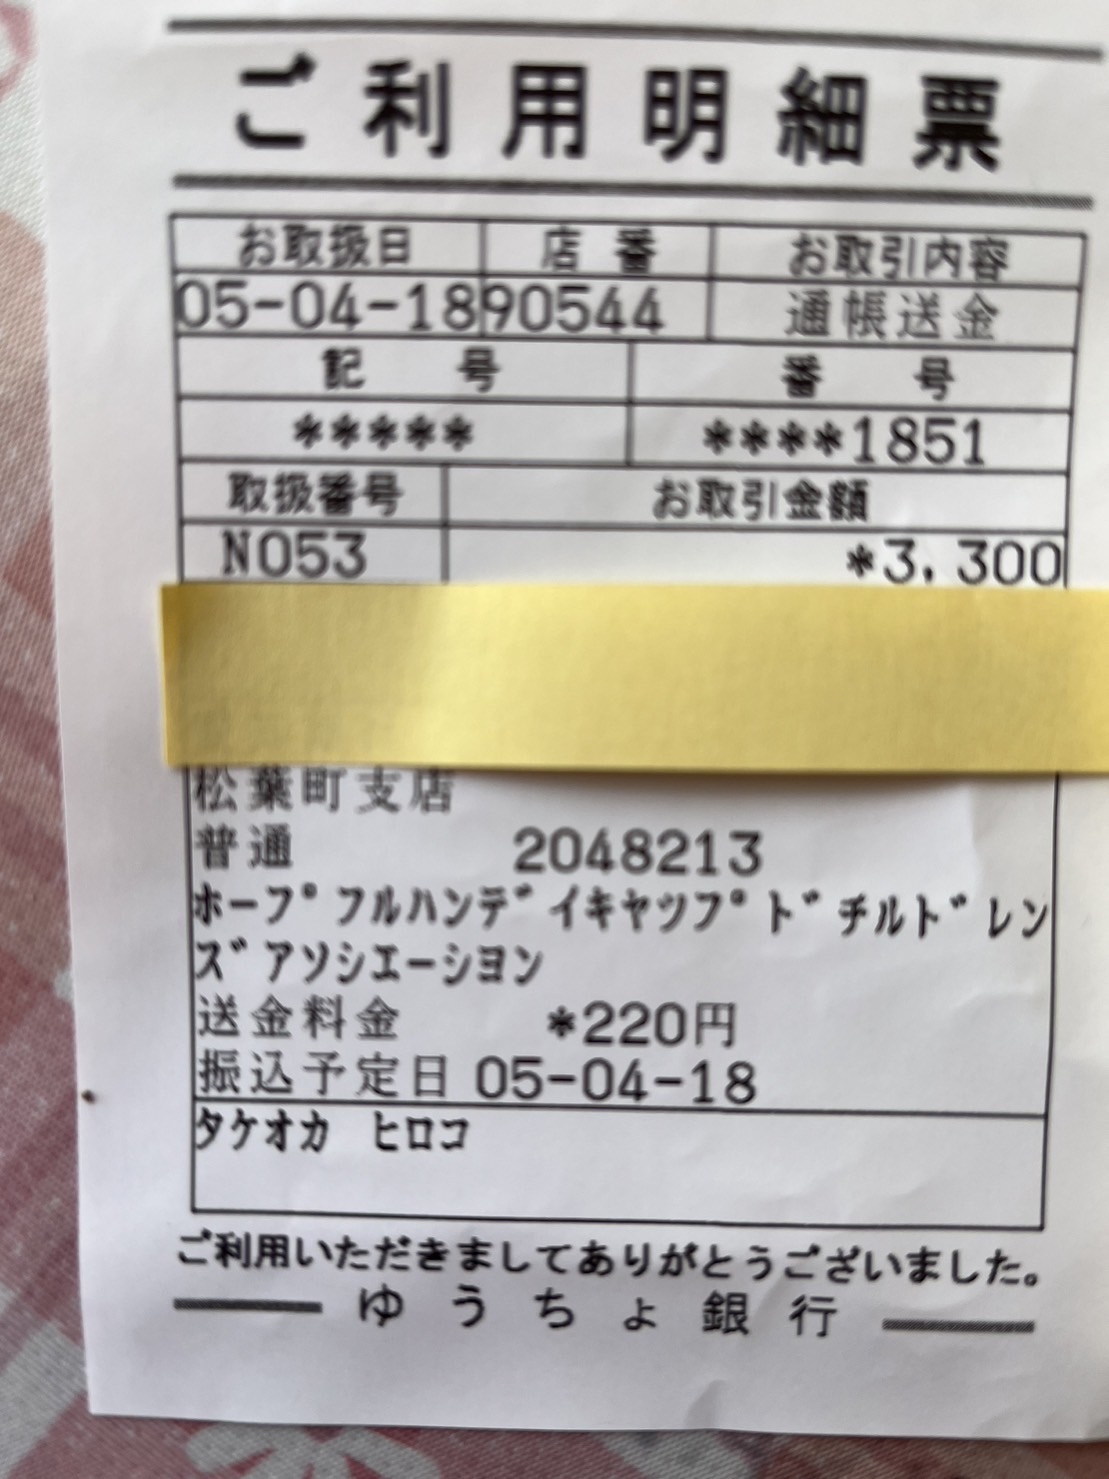 ご利用明細票
お取扱日 店番 お取引内容
05-04-18 90544 通帳送金
記号 番号
***** ****1851
取扱番号 お取引金額
N053 *3,300
松葉町支店
普通 2048213
ホープフルハンデイキヤツプドチルドレン
ズアソシエーシヨン
送金料金 *220円
振込予定日 05-04-18
タケオカ ヒロコ
ご利用いただきましてありがとうございました。
ゆうちょ銀行